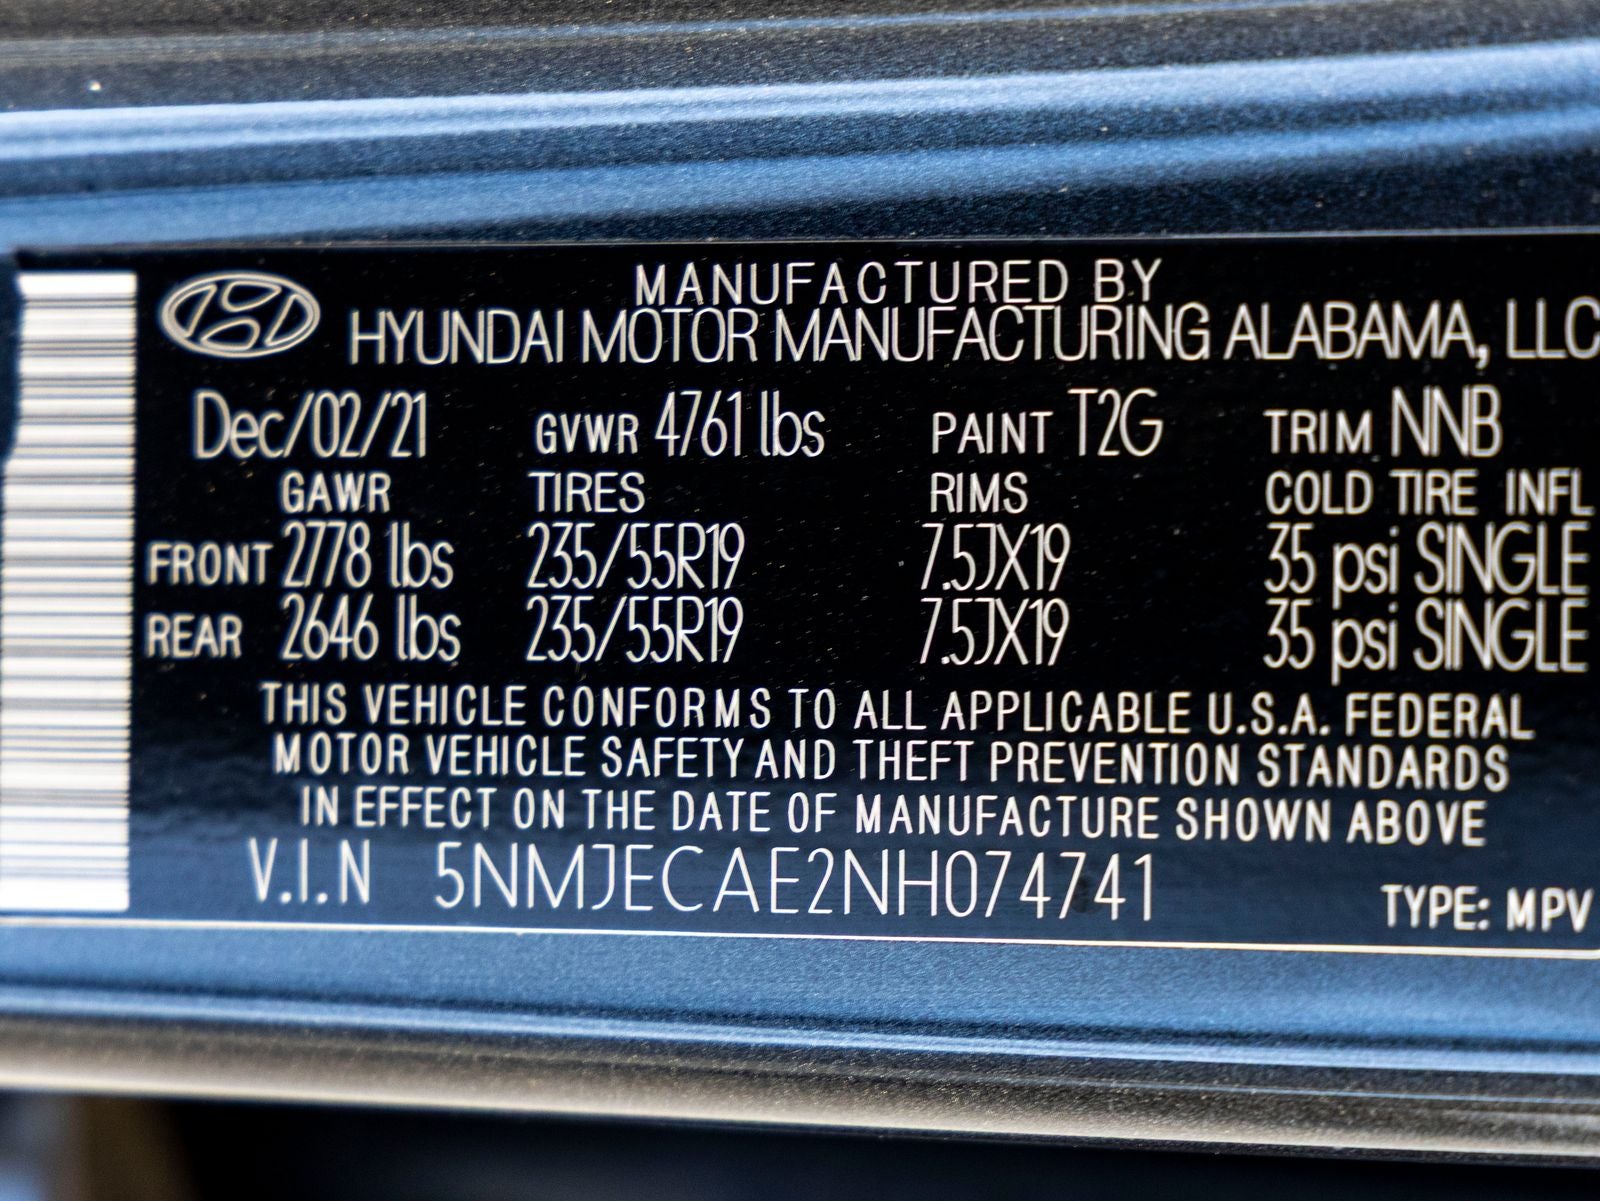 MANUFACTURED BY
HYUNDAI MOTOR MANUFACTURING ALABAMA, LLC
Dec/02/21 GVWR 4761 lbs PAINT T2G TRIM NNB
GAWR TIRES RIMS COLD TIRE INFL
FRONT 2778 lbs 235/55R19 7.5JX19 35 psi SINGLE
REAR 2646 lbs 235/55R19 7.5JX19 35 psi SINGLE
THIS VEHICLE CONFORMS TO ALL APPLICABLE U.S.A. FEDERAL
MOTOR VEHICLE SAFETY AND THEFT PREVENTION STANDARDS
IN EFFECT ON THE DATE OF MANUFACTURE SHOWN ABOVE
V.I.N 5NMJECAE2NH074741 TYPE: MPV